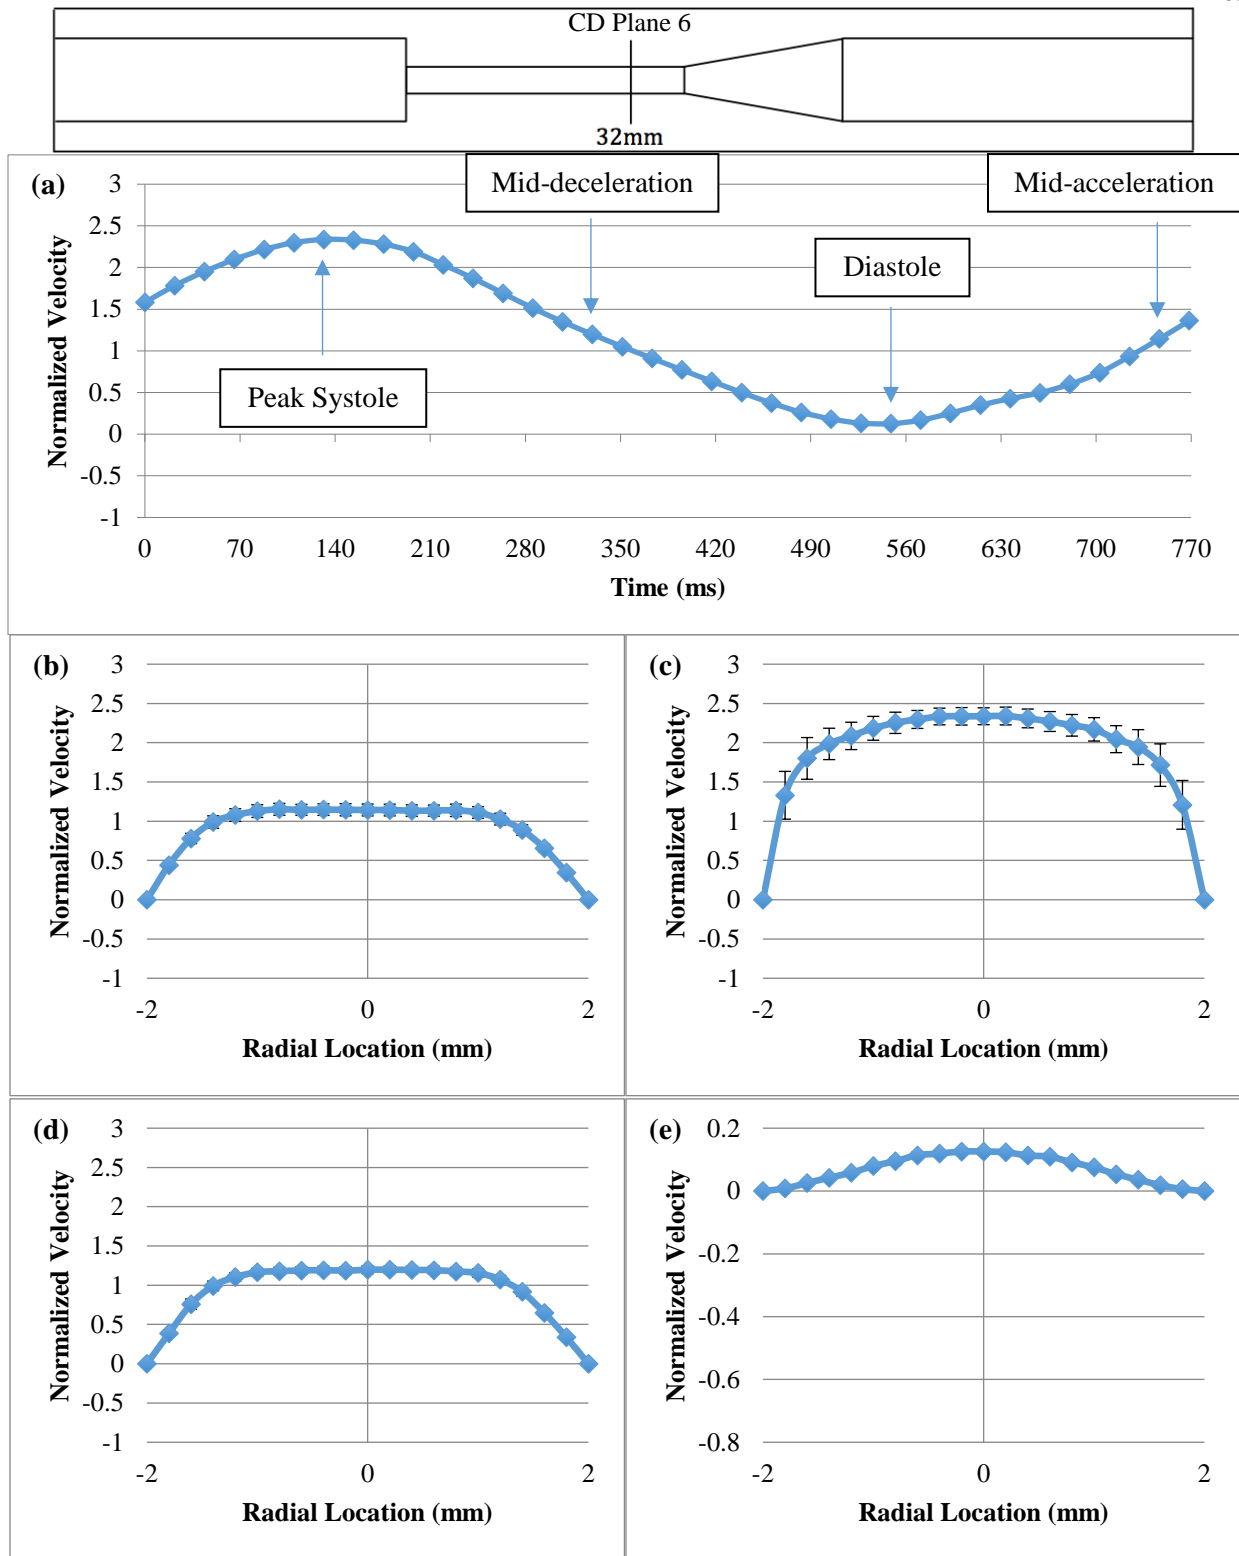 CD Plane 6
32mm
(a)
Mid-deceleration
Mid-acceleration
Diastole
Peak Systole
Normalized Velocity
3
2.5
2
1.5
1
0.5
0
-0.5
-1
0 70 140 210 280 350 420 490 560 630 700 770
Time (ms)
(b)
Normalized Velocity
3
2.5
2
1.5
1
0.5
0
-0.5
-1
-2 0 2
Radial Location (mm)
(c)
Normalized Velocity
3
2.5
2
1.5
1
0.5
0
-0.5
-1
-2 0 2
Radial Location (mm)
(d)
Normalized Velocity
3
2.5
2
1.5
1
0.5
0
-0.5
-1
-2 0 2
Radial Location (mm)
(e)
Normalized Velocity
0.2
0
-0.2
-0.4
-0.6
-0.8
-2 0 2
Radial Location (mm)